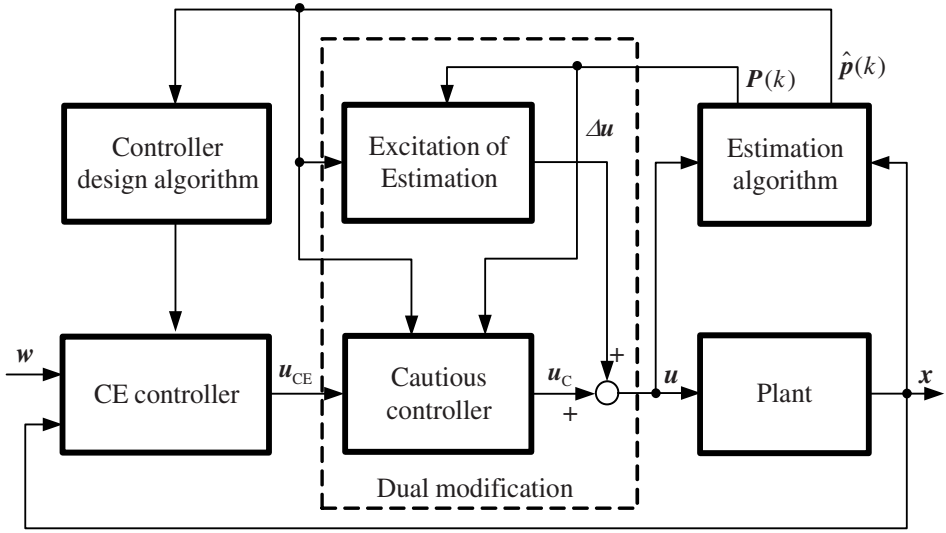 P(k)
p̂(k)
Controller
design algorithm
Excitation of
Estimation
Δu
Estimation
algorithm
w
CE controller
u_CE
Cautious
controller
u_C
+
+
u
Plant
x
Dual modification